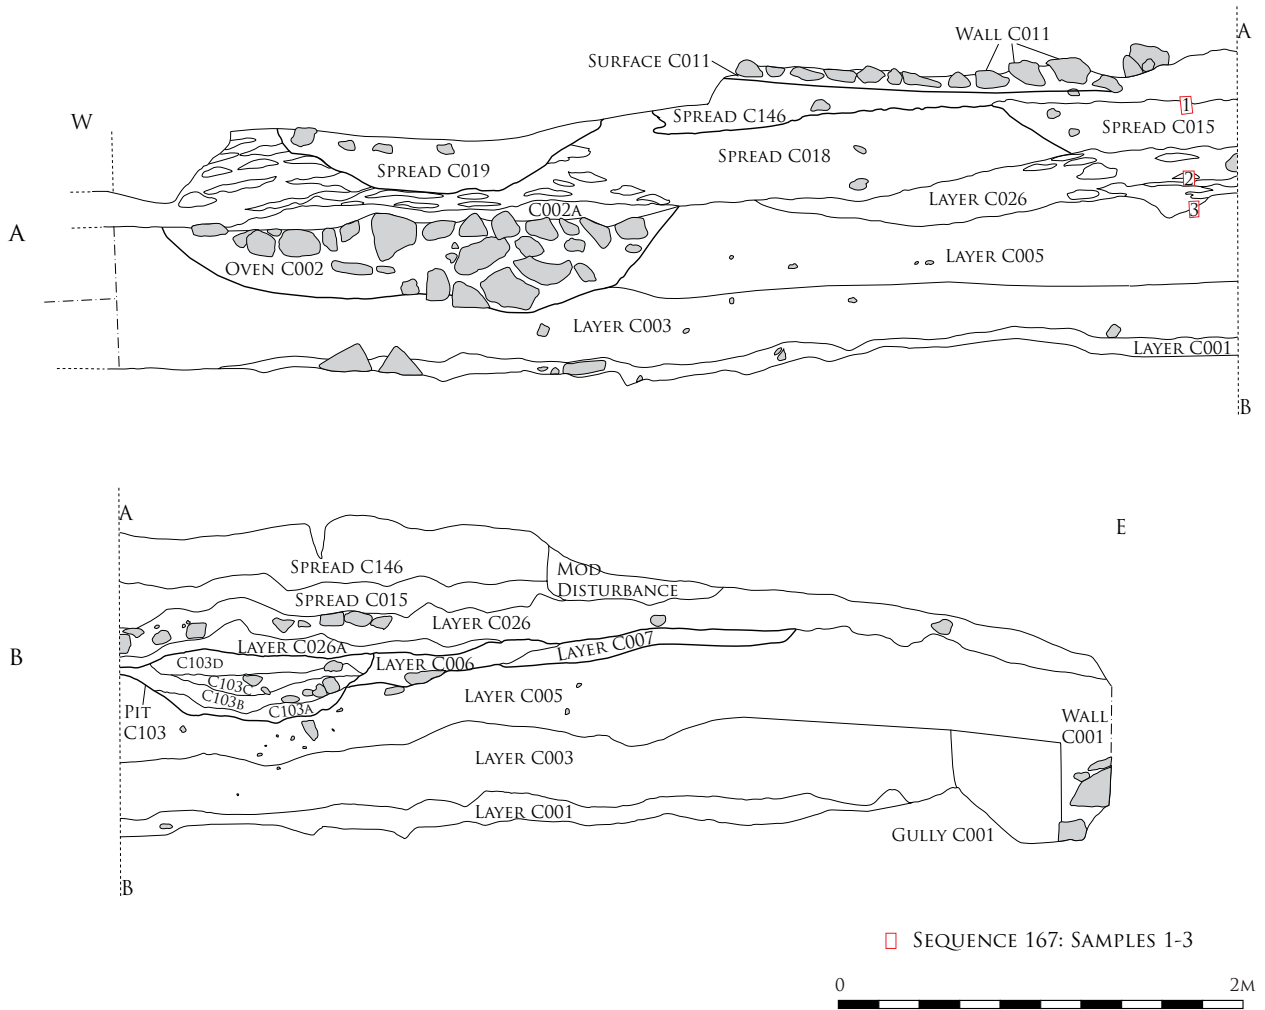 A
Wall C011
Surface C011
W
1
Spread C146
Spread C015
Spread C018
Spread C019
2
Layer C026
3
C002A
A
Layer C005
Oven C002
Layer C003
Layer C001
B
A
E
Spread C146
Mod
Disturbance
Spread C015
Layer C026
Layer C026A
Layer C007
B
C103D
Layer C006
C103C
C103B
C103A
Layer C005
Pit
C103
Wall
C001
Layer C003
Layer C001
Gully C001
B
Sequence 167: Samples 1-3
0
2m